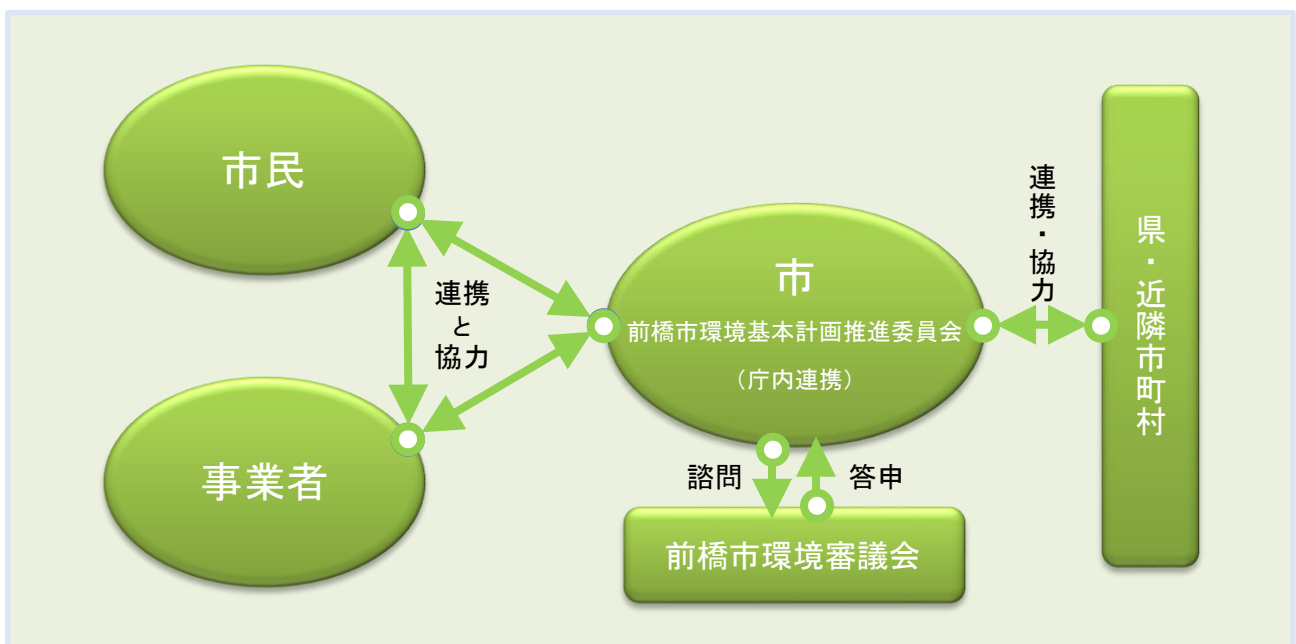 市民
事業者
連携
と
協力
市
前橋市環境基本計画推進委員会
（庁内連携）
諮問
答申
前橋市環境審議会
連携・協力
県・近隣市町村